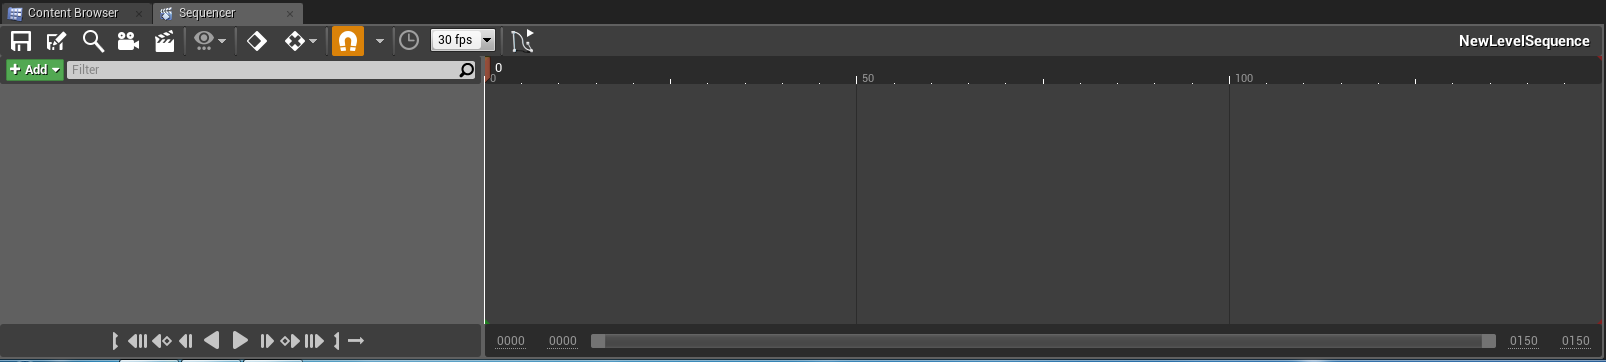 Content Browser Sequencer
30 fps NewLevelSequence
+ Add Filter 0
0 50 100
0000 0000 0150 0150